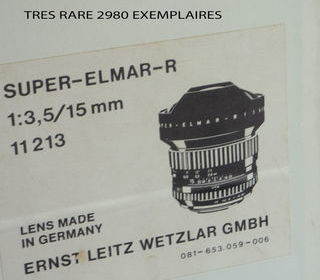 TRES RARE 2980 EXEMPLAIRES
SUPER-ELMAR-R
1:3,5/15 mm
11 213
LENS MADE
IN GERMANY
ERNST LEITZ WETZLAR GMBH
081-653.059-006